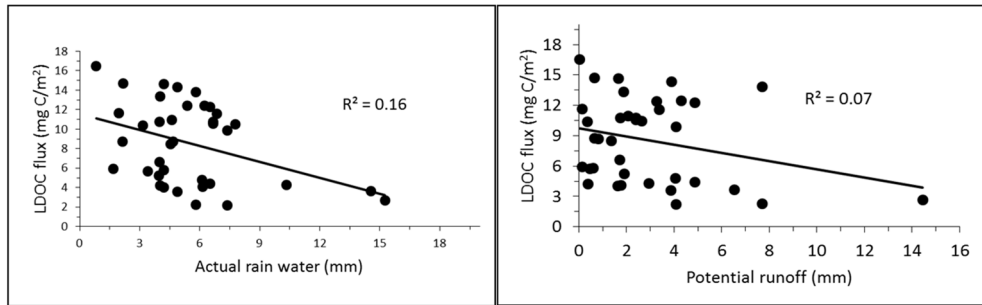 18
16
14
12
10
8
6
4
2
0
0 3 6 9 12 15 18
LDOC flux (mg C/m²)
Actual rain water (mm)
R² = 0.16
18
15
12
9
6
3
0
0 2 4 6 8 10 12 14 16
LDOC flux (mg C/m²)
Potential runoff (mm)
R² = 0.07